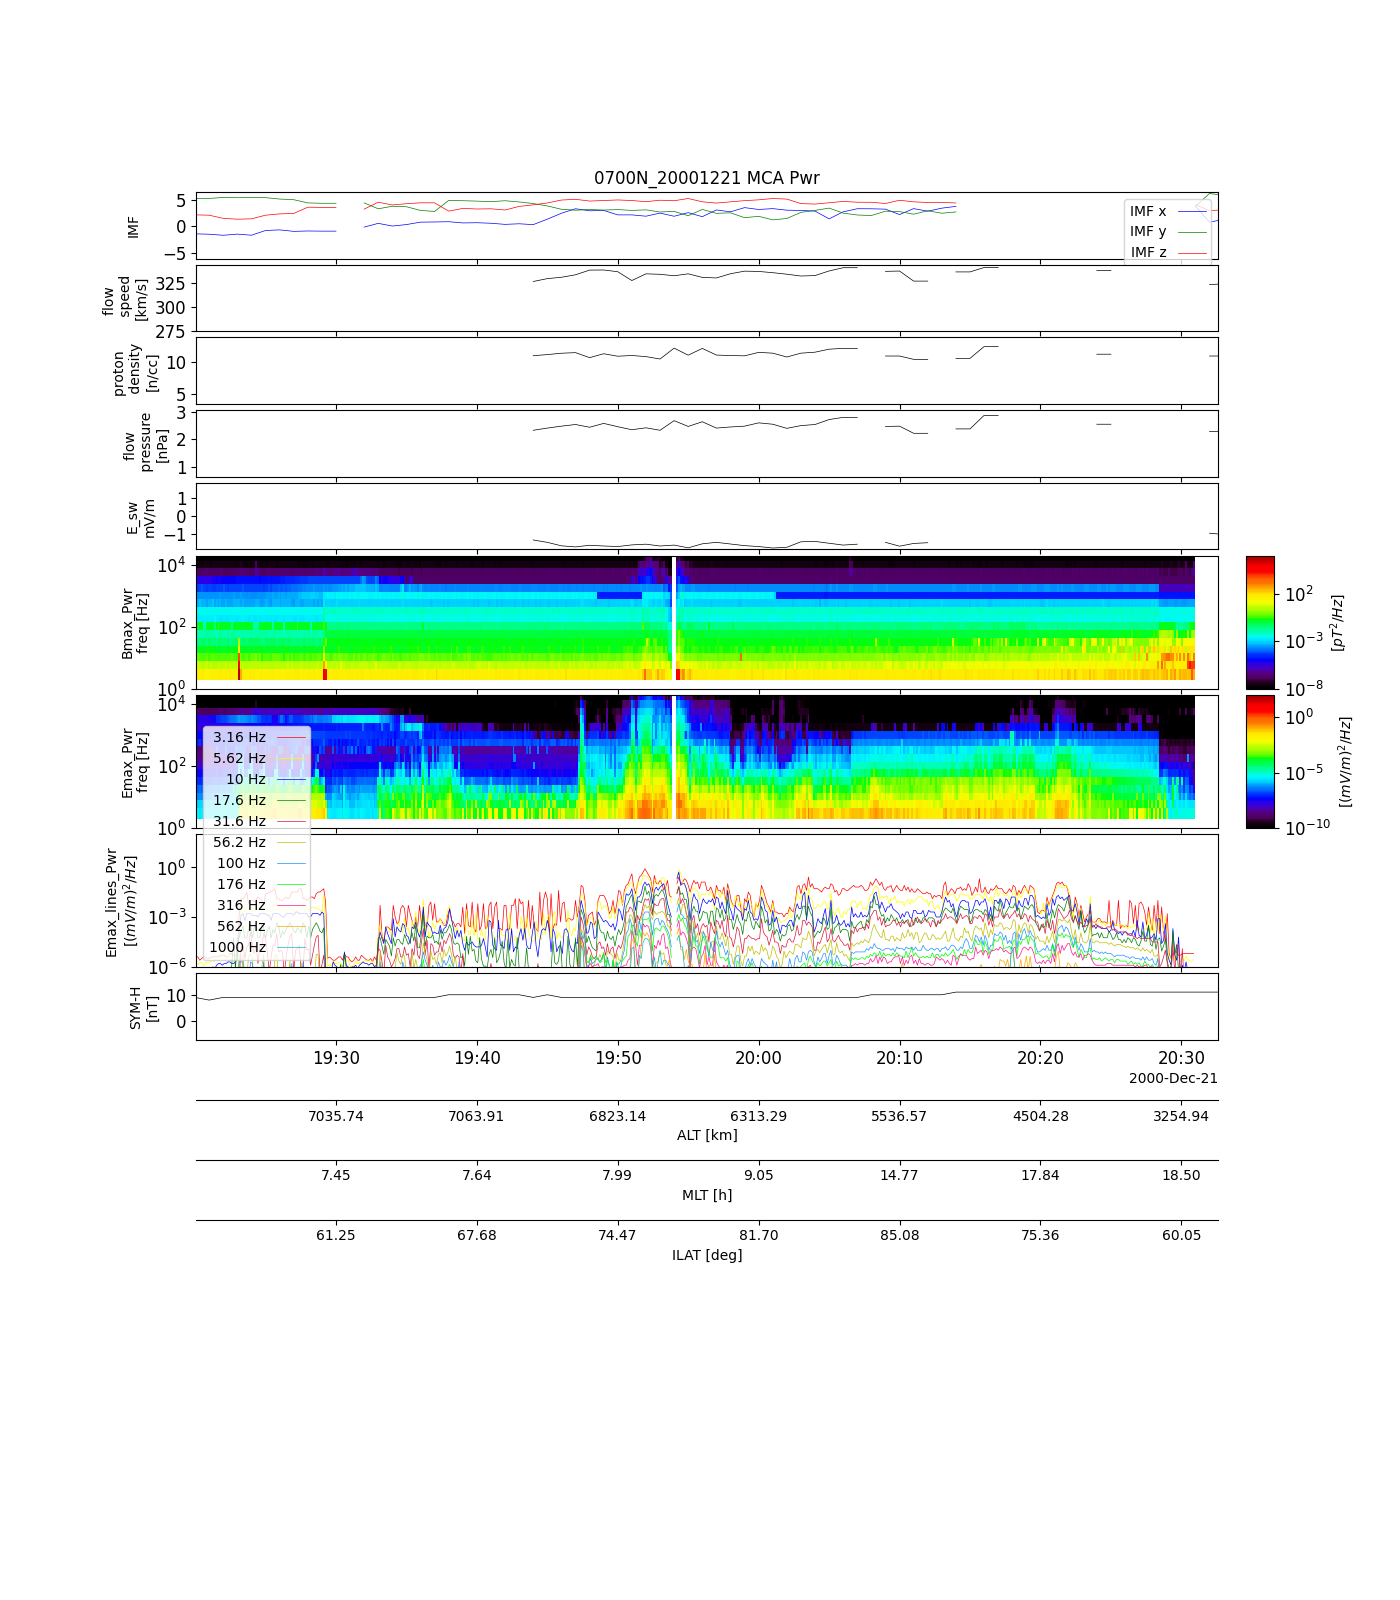 0700N_20001221 MCA Pwr
5
0
−5
IMF
IMF x
IMF y
IMF z
325
300
275
flow
speed
[km/s]
10
5
proton
density
[n/cc]
3
2
1
flow
pressure
[nPa]
1
0
−1
E_sw
mV/m
10^4
10^2
10^0
Bmax_Pwr
freq [Hz]
10^2
10^−3
10^−8
[pT^2/Hz]
10^4
10^2
10^0
Emax_Pwr
freq [Hz]
10^0
10^−5
10^−10
[(mV/m)^2/Hz]
3.16 Hz
5.62 Hz
10 Hz
17.6 Hz
31.6 Hz
56.2 Hz
100 Hz
176 Hz
316 Hz
562 Hz
1000 Hz
10^0
10^−3
10^−6
Emax_lines_Pwr
[(mV/m)^2/Hz]
10
0
SYM-H
[nT]
19:30 19:40 19:50 20:00 20:10 20:20 20:30
2000-Dec-21
7035.74 7063.91 6823.14 6313.29 5536.57 4504.28 3254.94
ALT [km]
7.45 7.64 7.99 9.05 14.77 17.84 18.50
MLT [h]
61.25 67.68 74.47 81.70 85.08 75.36 60.05
ILAT [deg]